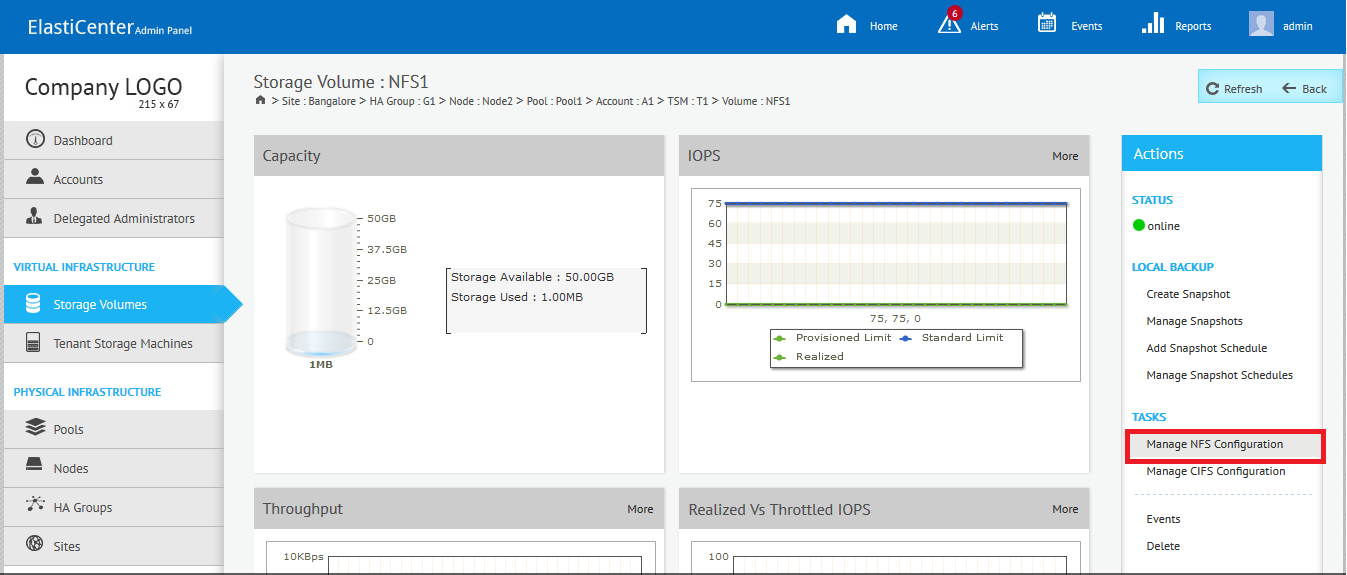 ElastiCenter Admin Panel
Home
6
Alerts
Events
Reports
admin
Company LOGO
215 x 67
Dashboard
Accounts
Delegated Administrators
VIRTUAL INFRASTRUCTURE
Storage Volumes
Tenant Storage Machines
PHYSICAL INFRASTRUCTURE
Pools
Nodes
HA Groups
Sites
Storage Volume : NFS1
> Site : Bangalore > HA Group : G1 > Node : Node2 > Pool : Pool1 > Account : A1 > TSM : T1 > Volume : NFS1
Refresh
Back
Capacity
50GB
37.5GB
25GB
12.5GB
0
1MB
Storage Available : 50.00GB
Storage Used : 1.00MB
IOPS
More
75
60
45
30
15
0
75, 75, 0
Provisioned Limit
Standard Limit
Realized
Throughput
More
10KBps
Realized Vs Throttled IOPS
More
100
Actions
STATUS
online
LOCAL BACKUP
Create Snapshot
Manage Snapshots
Add Snapshot Schedule
Manage Snapshot Schedules
TASKS
Manage NFS Configuration
Manage CIFS Configuration
Events
Delete